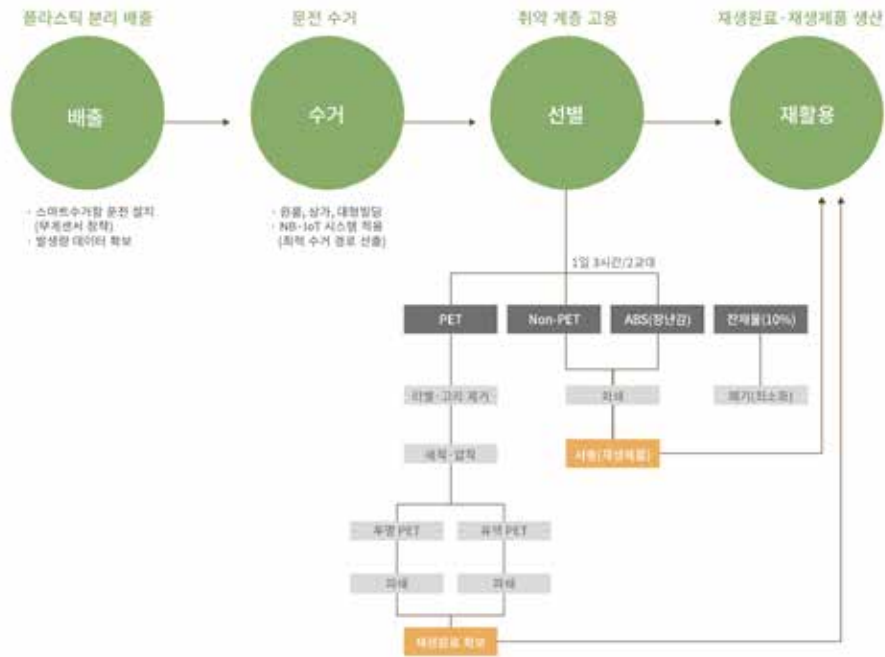 플라스틱 분리 배출
문전 수거
취약 계층 고용
재생원료·재생제품 생산
배출
수거
선별
재활용
· 스마트수거함 문전 설치
(무게센서 장착)
· 발생량 데이터 확보
· 원룸, 상가, 대형빌딩
· NB-IoT 시스템 적용
(최적 수거 경로 산출)
1일 3시간/2교대
PET
Non-PET
ABS(장난감)
잔재물(10%)
라벨·고리 제거
파쇄
폐기(최소화)
세척·압착
사출(재생제품)
투명 PET
유색 PET
파쇄
파쇄
재생원료 확보